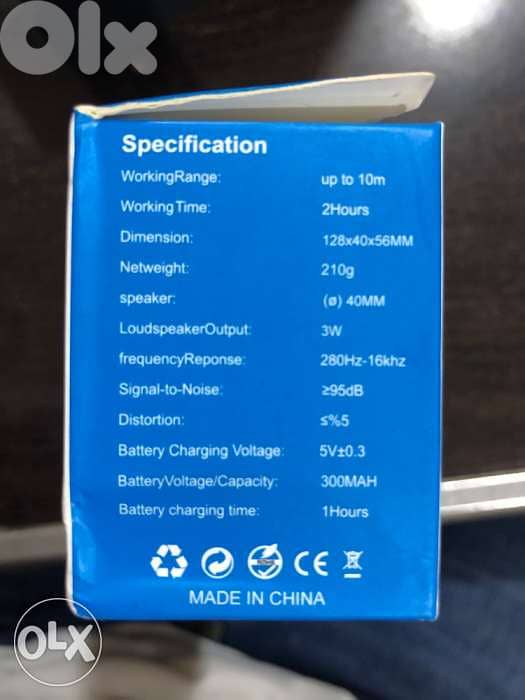 OLX
Specification
WorkingRange: up to 10m
Working Time: 2Hours
Dimension: 128x40x56MM
Netweight: 210g
speaker: (ø) 40MM
LoudspeakerOutput: 3W
frequencyReponse: 280Hz-16khz
Signal-to-Noise: ≥95dB
Distortion: ≤%5
Battery Charging Voltage: 5V±0.3
BatteryVoltage/Capacity: 300MAH
Battery charging time: 1Hours
CE
MADE IN CHINA
OLX